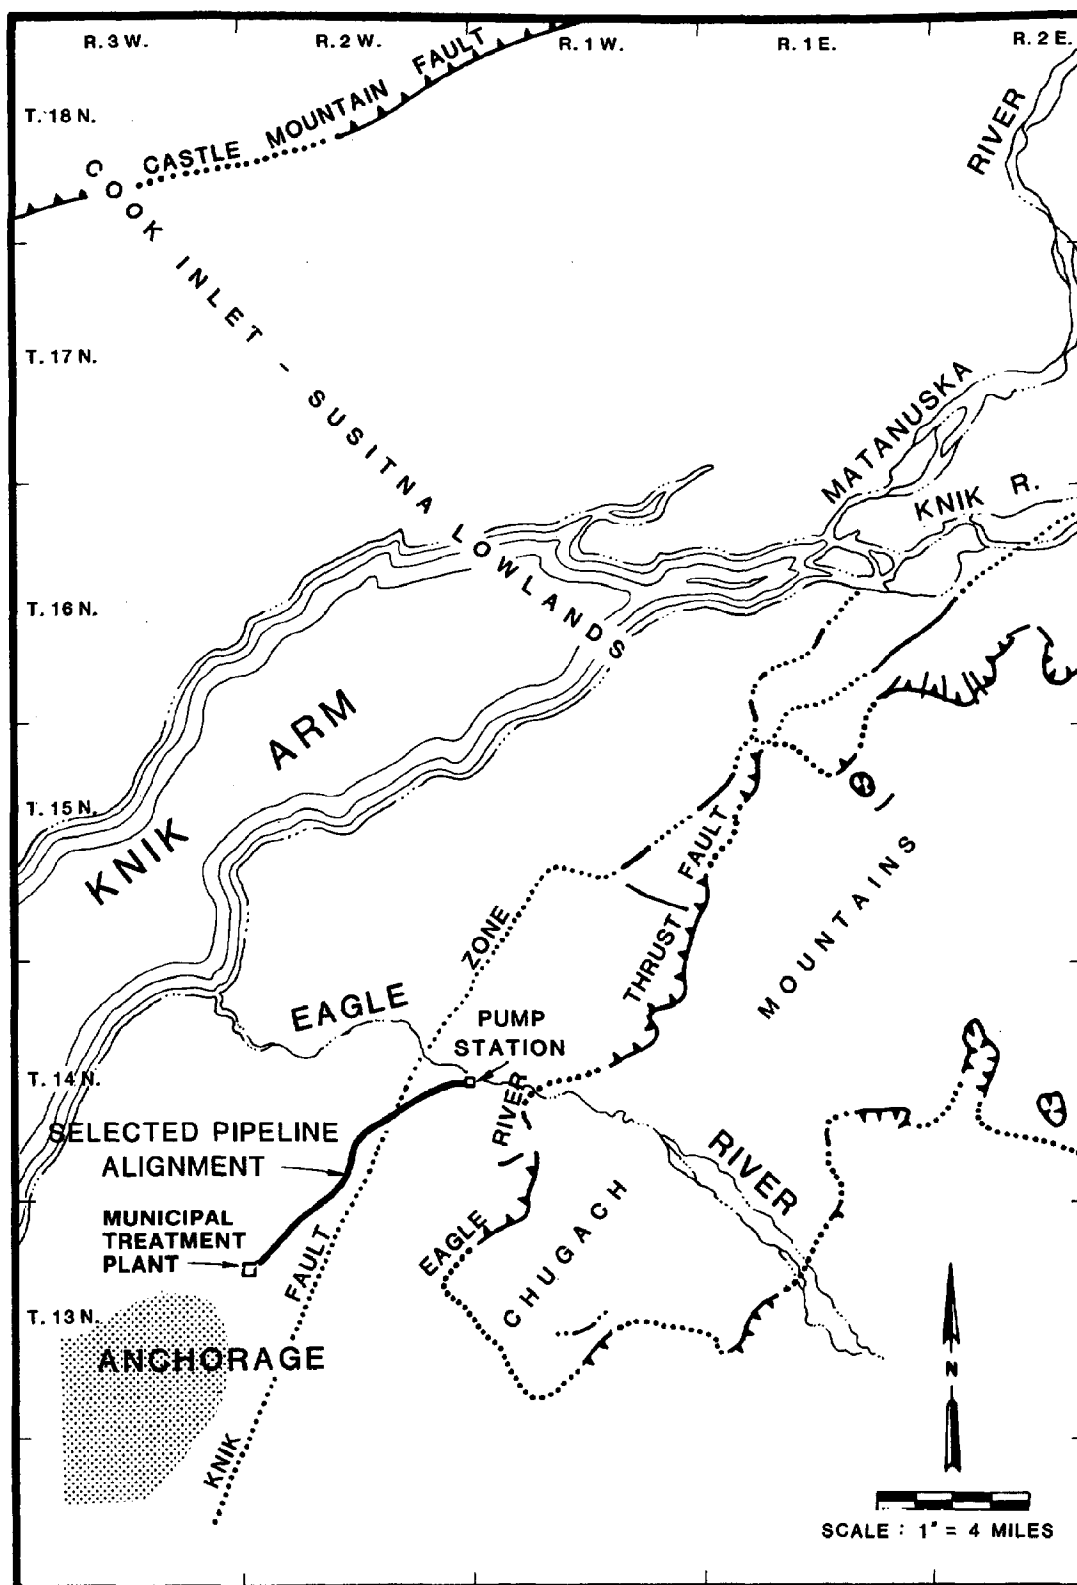 R. 3 W.
R. 2 W.
R. 1 W.
R. 1 E.
R. 2 E.
T. 18 N.
CASTLE MOUNTAIN FAULT
RIVER
COOK INLET - SUSITNA LOWLANDS
T. 17 N.
MATANUSKA
KNIK R.
T. 16 N.
KNIK ARM
T. 15 N.
THRUST FAULT
MOUNTAINS
ZONE
EAGLE
PUMP
STATION
T. 14 N.
RIVER
SELECTED PIPELINE
ALIGNMENT
RIVER
MUNICIPAL
TREATMENT
PLANT
EAGLE
CHUGACH
FAULT
T. 13 N.
ANCHORAGE
KNIK
N
SCALE : 1" = 4 MILES